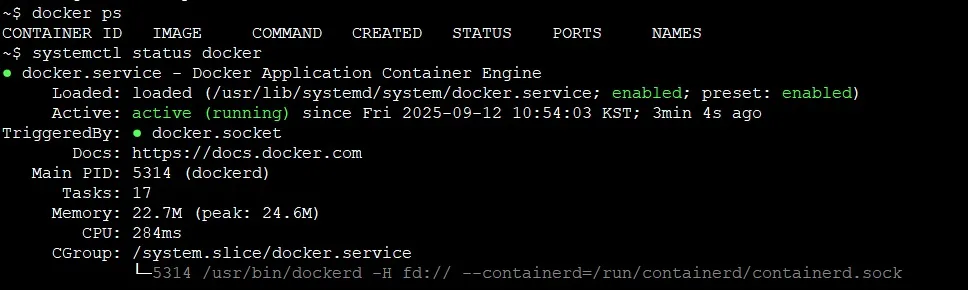 ~$ docker ps
CONTAINER ID   IMAGE     COMMAND   CREATED   STATUS    PORTS     NAMES
~$ systemctl status docker
● docker.service - Docker Application Container Engine
     Loaded: loaded (/usr/lib/systemd/system/docker.service; enabled; preset: enabled)
     Active: active (running) since Fri 2025-09-12 10:54:03 KST; 3min 4s ago
TriggeredBy: ● docker.socket
       Docs: https://docs.docker.com
   Main PID: 5314 (dockerd)
      Tasks: 17
     Memory: 22.7M (peak: 24.6M)
        CPU: 284ms
     CGroup: /system.slice/docker.service
             └─5314 /usr/bin/dockerd -H fd:// --containerd=/run/containerd/containerd.sock